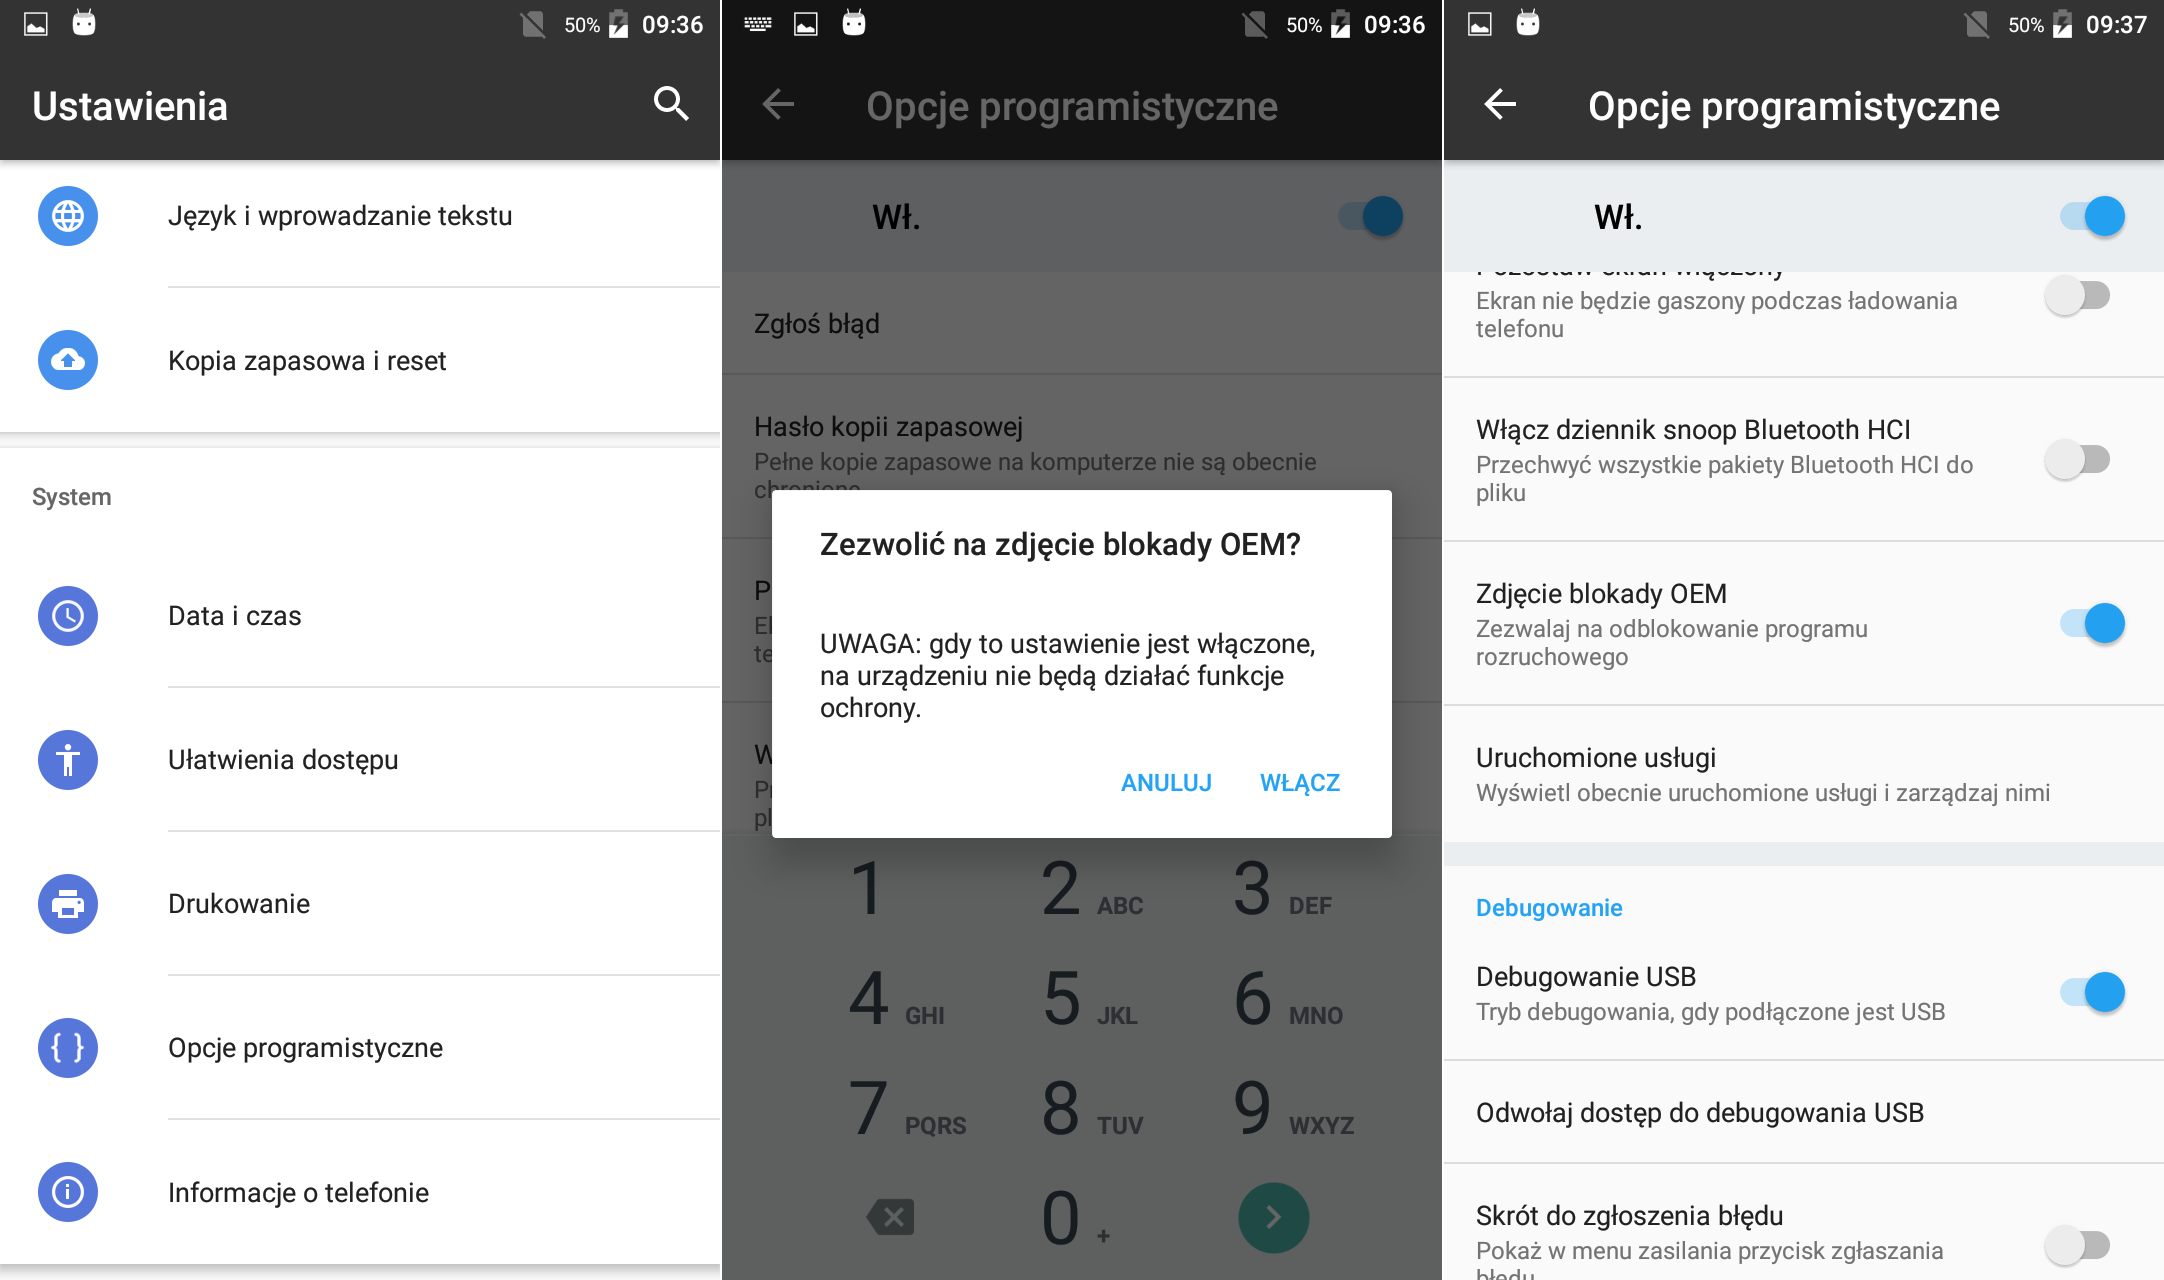 50% 09:36
Ustawienia
Język i wprowadzanie tekstu
Kopia zapasowa i reset
System
Data i czas
Ułatwienia dostępu
Drukowanie
Opcje programistyczne
Informacje o telefonie
50% 09:36
Opcje programistyczne
Wł.
Zgłoś błąd
Hasło kopii zapasowej
Pełne kopie zapasowe na komputerze nie są obecnie
chronione
Zezwolić na zdjęcie blokady OEM?
UWAGA: gdy to ustawienie jest włączone,
na urządzeniu nie będą działać funkcje
ochrony.
ANULUJ WŁĄCZ
1 2 ABC 3 DEF
4 GHI 5 JKL 6 MNO
7 PQRS 8 TUV 9 WXYZ
0 +
50% 09:37
Opcje programistyczne
Wł.
Pozostaw ekran włączony
Ekran nie będzie gaszony podczas ładowania
telefonu
Włącz dziennik snoop Bluetooth HCI
Przechwyć wszystkie pakiety Bluetooth HCI do
pliku
Zdjęcie blokady OEM
Zezwalaj na odblokowanie programu
rozruchowego
Uruchomione usługi
Wyświetl obecnie uruchomione usługi i zarządzaj nimi
Debugowanie
Debugowanie USB
Tryb debugowania, gdy podłączone jest USB
Odwołaj dostęp do debugowania USB
Skrót do zgłoszenia błędu
Pokaż w menu zasilania przycisk zgłaszania
błędu